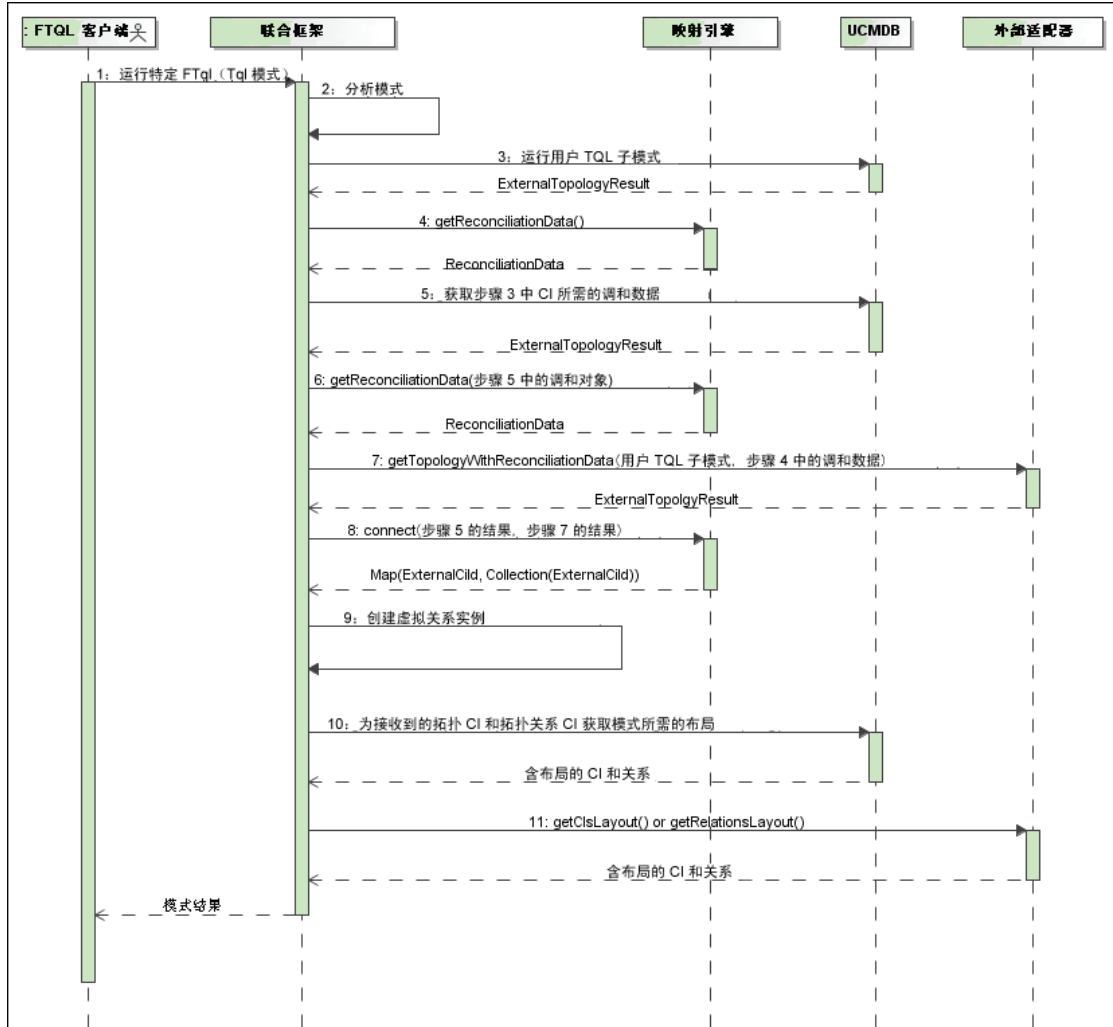 : FTQL 客户端
联合框架
映射引擎
UCMDB
外部适配器
1：运行特定 FTql（Tql 模式）
2：分析模式
3：运行用户 TQL 子模式
ExternalTopologyResult
4: getReconciliationData()
ReconciliationData
5：获取步骤 3 中 CI 所需的调和数据
ExternalTopologyResult
6: getReconciliationData(步骤 5 中的调和对象)
ReconciliationData
7: getTopologyWithReconciliationData(用户 TQL 子模式，步骤 4 中的调和数据)
ExternalTopolgyResult
8: connect(步骤 5 的结果，步骤 7 的结果)
Map(ExternalCiId, Collection(ExternalCiId))
9：创建虚拟关系实例
10：为接收到的拓扑 CI 和拓扑关系 CI 获取模式所需的布局
含布局的 CI 和关系
11: getCIsLayout() or getRelationsLayout()
含布局的 CI 和关系
模式结果